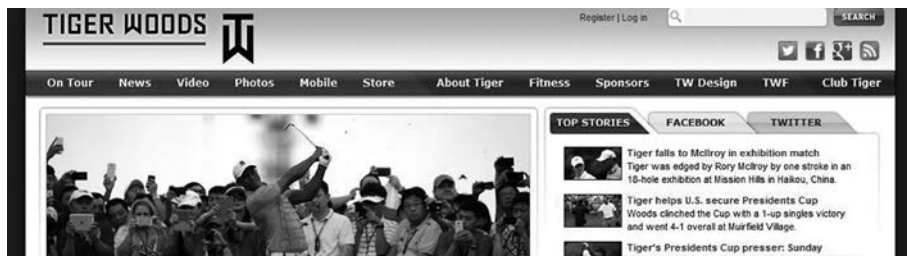 TIGER WOODS TW
Register | Log in
SEARCH
On Tour News Video Photos Mobile Store About Tiger Fitness Sponsors TW Design TWF Club Tiger
TOP STORIES FACEBOOK TWITTER
Tiger falls to McIlroy in exhibition match
Tiger was edged by Rory McIlroy by one stroke in an
18-hole exhibition at Mission Hills in Haikou, China.
Tiger helps U.S. secure Presidents Cup
Woods clinched the Cup with a 1-up singles victory
and went 4-1 overall at Muirfield Village.
Tiger's Presidents Cup presser: Sunday